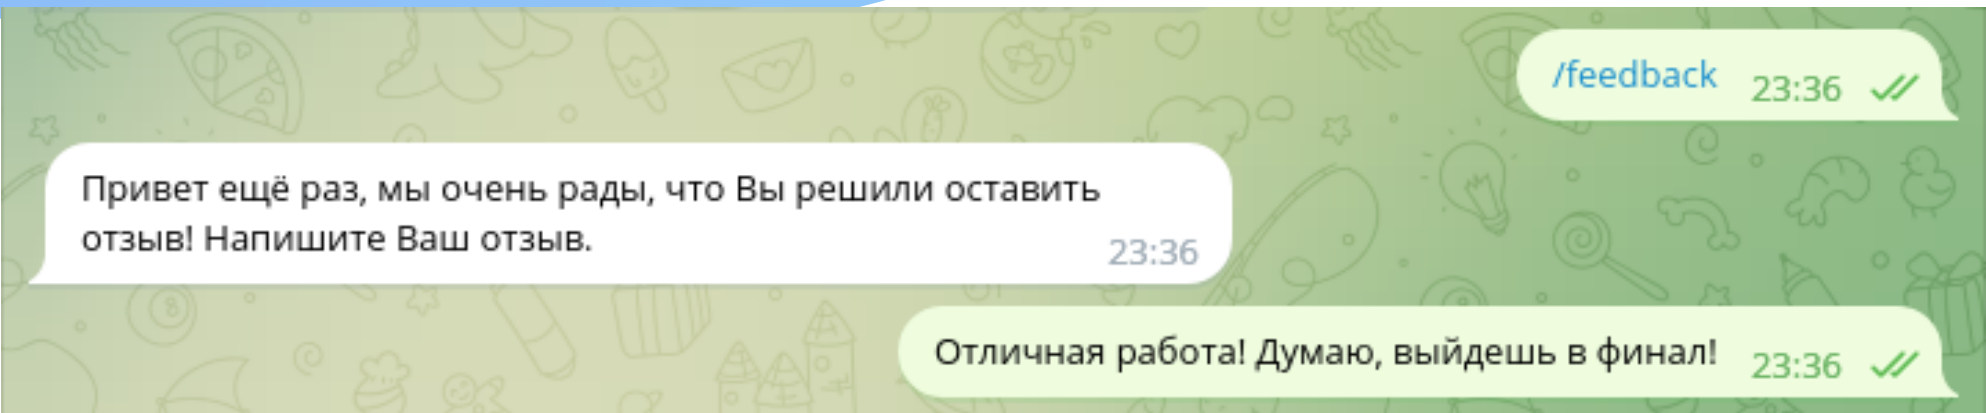 /feedback 23:36
Привет ещё раз, мы очень рады, что Вы решили оставить
отзыв! Напишите Ваш отзыв.
23:36
Отличная работа! Думаю, выйдешь в финал! 23:36